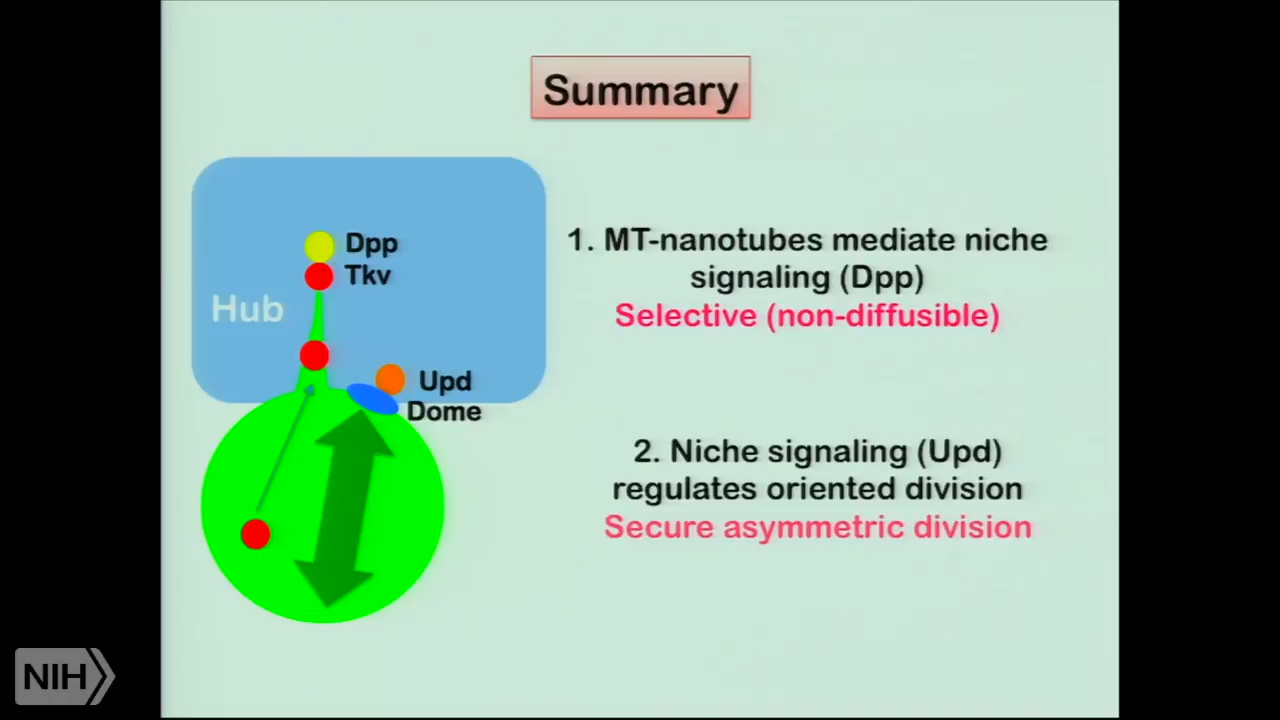 Summary
Dpp
Tkv
Hub
Upd
Dome
1. MT-nanotubes mediate niche
signaling (Dpp)
Selective (non-diffusible)
2. Niche signaling (Upd)
regulates oriented division
Secure asymmetric division
NIH